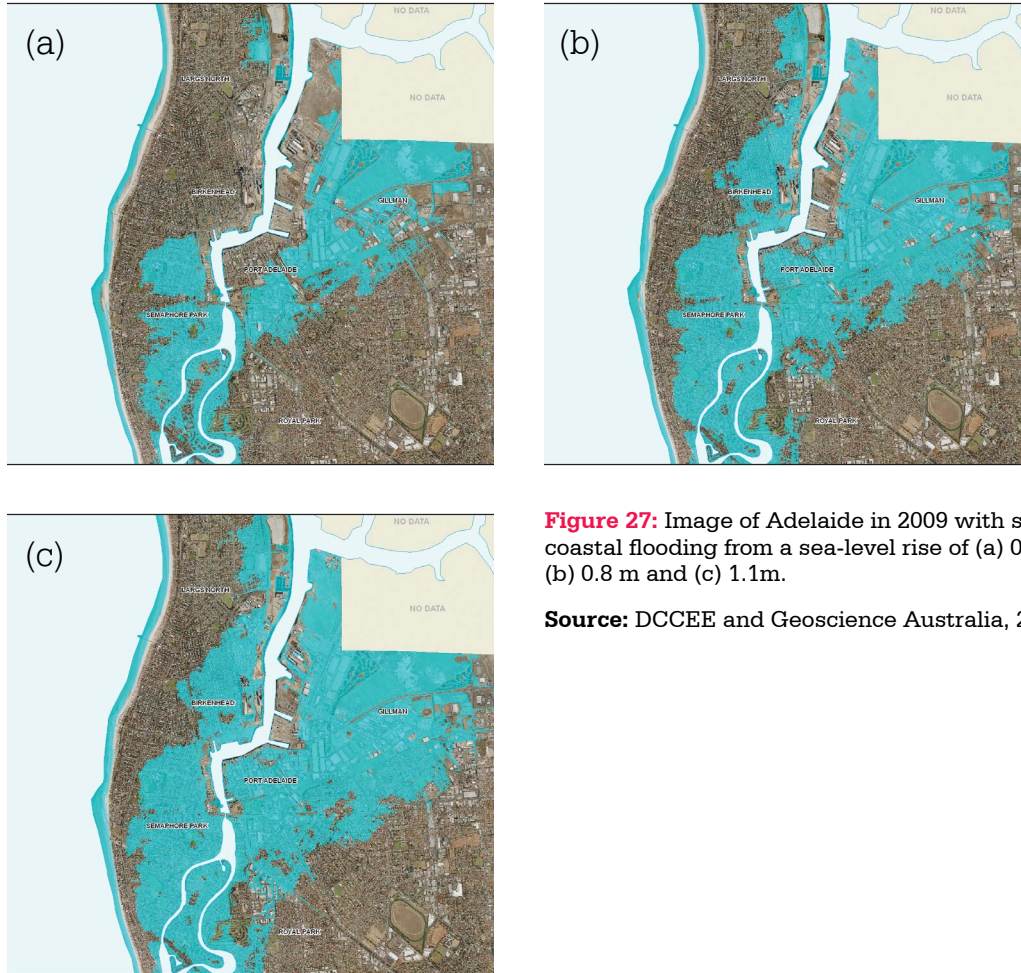 (a)
NO DATA
LARGS NORTH
NO DATA
BIRKENHEAD
GILLMAN
PORT ADELAIDE
SEMAPHORE PARK
ROYAL PARK
(b)
NO DATA
LARGS NORTH
NO DATA
BIRKENHEAD
GILLMAN
PORT ADELAIDE
SEMAPHORE PARK
ROYAL PARK
(c)
NO DATA
LARGS NORTH
NO DATA
BIRKENHEAD
GILLMAN
PORT ADELAIDE
SEMAPHORE PARK
ROYAL PARK
Figure 27: Image of Adelaide in 2009 with
coastal flooding from a sea-level rise of (a)
(b) 0.8 m and (c) 1.1m.
Source: DCCEE and Geoscience Australia,